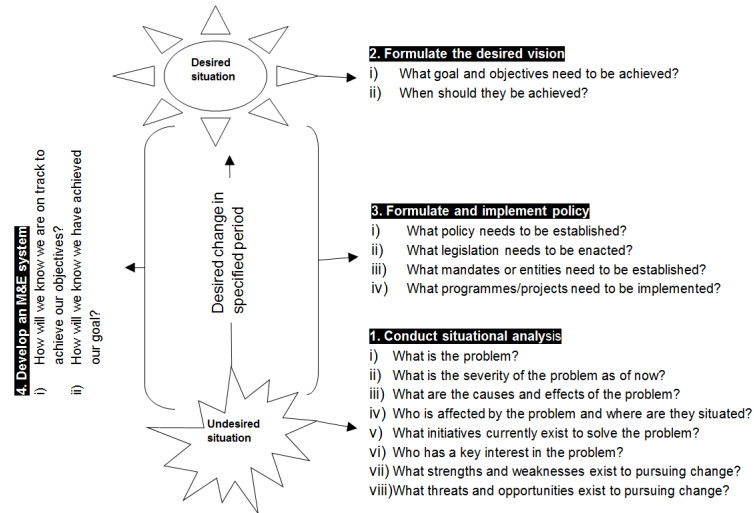 Desired
situation
2. Formulate the desired vision
i) What goal and objectives need to be achieved?
ii) When should they be achieved?
4. Develop an M&E system
i) How will we know we are on track to
achieve our objectives?
ii) How will we know we have achieved
our goal?
Desired change in
specified period
3. Formulate and implement policy
i) What policy needs to be established?
ii) What legislation needs to be enacted?
iii) What mandates or entities need to be established?
iv) What programmes/projects need to be implemented?
1. Conduct situational analysis
i) What is the problem?
ii) What is the severity of the problem as of now?
iii) What are the causes and effects of the problem?
iv) Who is affected by the problem and where are they situated?
v) What initiatives currently exist to solve the problem?
vi) Who has a key interest in the problem?
vii) What strengths and weaknesses exist to pursuing change?
viii)What threats and opportunities exist to pursuing change?
Undesired
situation